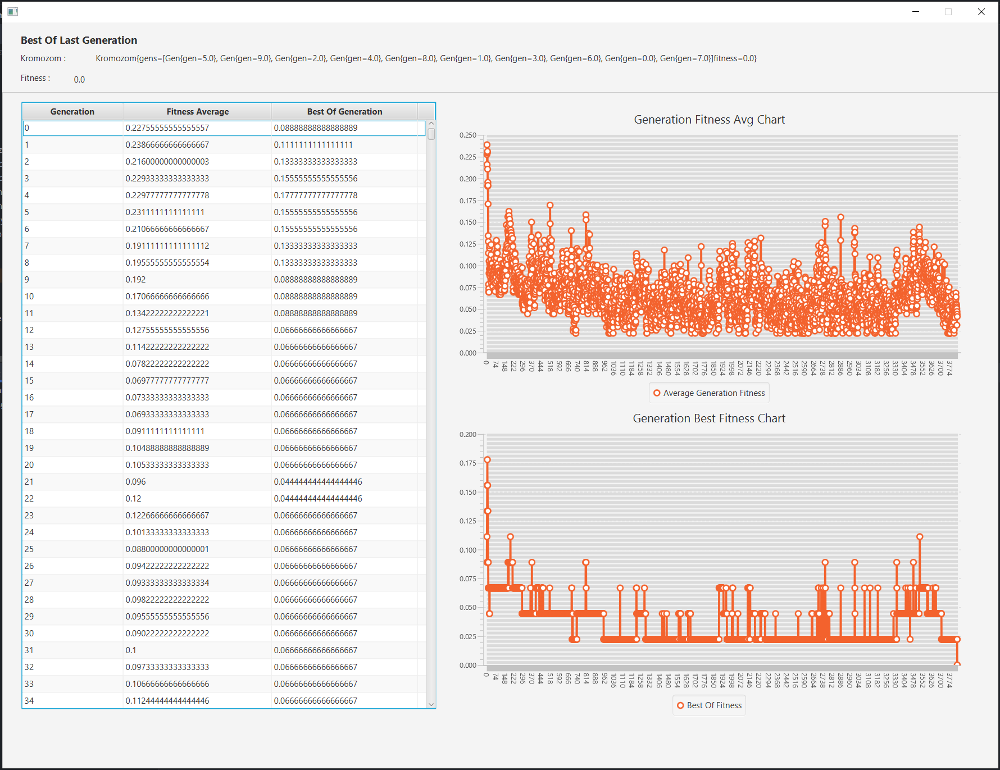 Best Of Last Generation
Kromozom : Kromozom{gens=[Gen{gen=5.0}, Gen{gen=9.0}, Gen{gen=2.0}, Gen{gen=4.0}, Gen{gen=8.0}, Gen{gen=1.0}, Gen{gen=3.0}, Gen{gen=6.0}, Gen{gen=0.0}, Gen{gen=7.0}]fitness=0.0}
Fitness : 0.0
Generation Fitness Average Best Of Generation
0 0.22755555555555557 0.08888888888888889
1 0.23866666666666667 0.1111111111111111
2 0.21600000000000003 0.13333333333333333
3 0.22933333333333333 0.15555555555555556
4 0.22977777777777778 0.17777777777777778
5 0.2311111111111111 0.15555555555555556
6 0.21066666666666667 0.15555555555555556
7 0.19111111111111112 0.13333333333333333
8 0.19555555555555554 0.13333333333333333
9 0.192 0.08888888888888889
10 0.17066666666666666 0.08888888888888889
11 0.13422222222222221 0.08888888888888889
12 0.12755555555555556 0.06666666666666667
13 0.11422222222222222 0.06666666666666667
14 0.07822222222222222 0.06666666666666667
15 0.06977777777777777 0.06666666666666667
16 0.07333333333333333 0.06666666666666667
17 0.06933333333333333 0.06666666666666667
18 0.0911111111111111 0.06666666666666667
19 0.10488888888888889 0.06666666666666667
20 0.10533333333333333 0.06666666666666667
21 0.096 0.044444444444444446
22 0.12 0.044444444444444446
23 0.12266666666666667 0.06666666666666667
24 0.10133333333333333 0.06666666666666667
25 0.08800000000000001 0.06666666666666667
26 0.09422222222222222 0.06666666666666667
27 0.09333333333333334 0.06666666666666667
28 0.09822222222222222 0.06666666666666667
29 0.09555555555555556 0.06666666666666667
30 0.09022222222222222 0.06666666666666667
31 0.1 0.06666666666666667
32 0.09733333333333333 0.06666666666666667
33 0.10666666666666666 0.06666666666666667
34 0.11244444444444446 0.06666666666666667
Generation Fitness Avg Chart
0.250
0.225
0.200
0.175
0.150
0.125
0.100
0.075
0.050
0.025
0.000
0 74 148 222 296 370 444 518 592 666 740 814 888 962 1036 1110 1184 1258 1332 1406 1480 1554 1628 1702 1776 1850 1924 1998 2072 2146 2220 2294 2368 2442 2516 2590 2664 2738 2812 2886 2960 3034 3108 3182 3256 3330 3404 3478 3552 3626 3700 3774
Average Generation Fitness
Generation Best Fitness Chart
0.200
0.175
0.150
0.125
0.100
0.075
0.050
0.025
0.000
0 74 148 222 296 370 444 518 592 666 740 814 888 962 1036 1110 1184 1258 1332 1406 1480 1554 1628 1702 1776 1850 1924 1998 2072 2146 2220 2294 2368 2442 2516 2590 2664 2738 2812 2886 2960 3034 3108 3182 3256 3330 3404 3478 3552 3626 3700 3774
Best Of Fitness